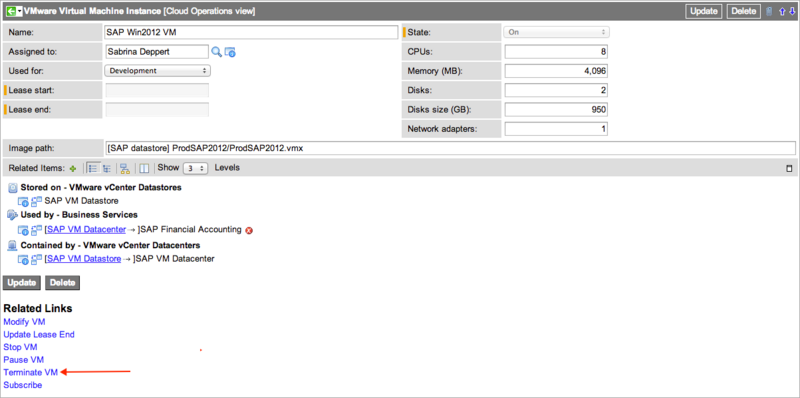 VMware Virtual Machine Instance [Cloud Operations view] Update Delete
Name: SAP Win2012 VM State: On
Assigned to: Sabrina Deppert CPUs: 8
Used for: Development Memory (MB): 4,096
Lease start: Disks: 2
Lease end: Disks size (GB): 950
Network adapters: 1
Image path: [SAP datastore] ProdSAP2012/ProdSAP2012.vmx
Related Items: Show 3 Levels
Stored on - VMware vCenter Datastores
SAP VM Datastore
Used by - Business Services
[SAP VM Datacenter→]SAP Financial Accounting
Contained by - VMware vCenter Datacenters
[SAP VM Datastore→]SAP VM Datacenter
Update Delete
Related Links
Modify VM
Update Lease End
Stop VM
Pause VM
Terminate VM
Subscribe